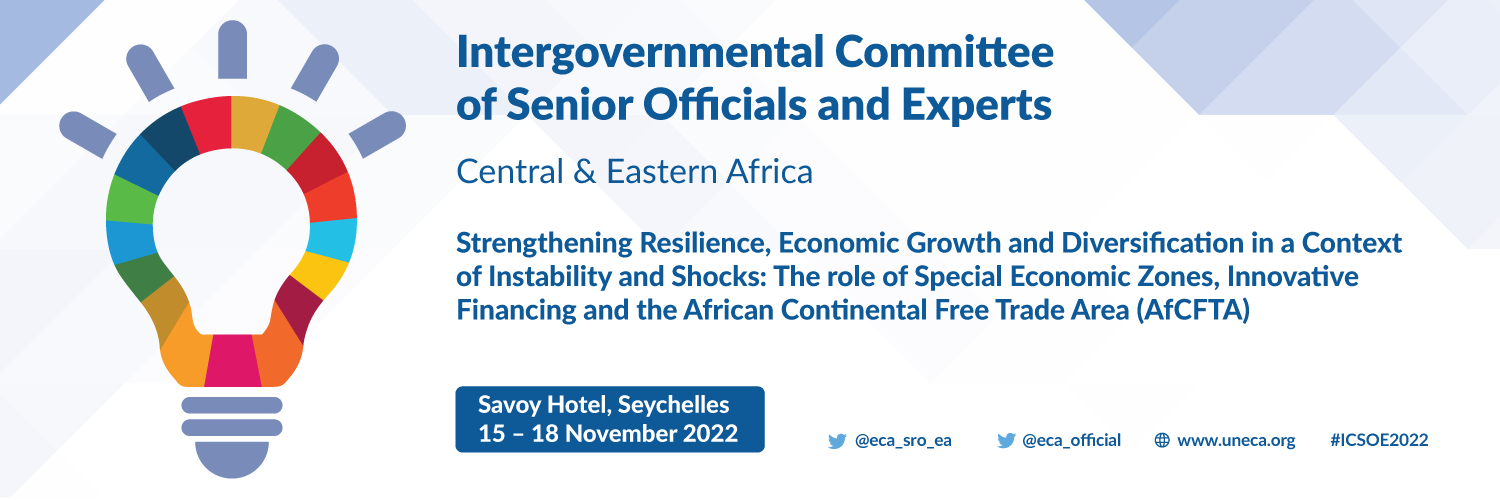 Intergovernmental Committee
of Senior Officials and Experts
Central & Eastern Africa
Strengthening Resilience, Economic Growth and Diversification in a Context
of Instability and Shocks: The role of Special Economic Zones, Innovative
Financing and the African Continental Free Trade Area (AfCFTA)
Savoy Hotel, Seychelles
15 – 18 November 2022
@eca_sro_ea @eca_official www.uneca.org #ICSOE2022